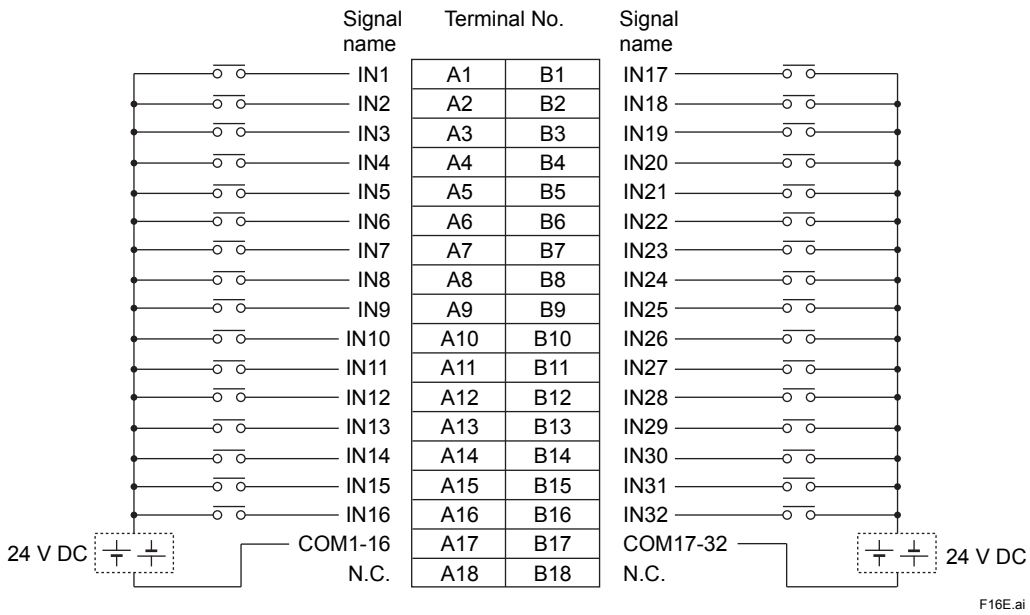 Signal name Terminal No. Signal name
IN1 A1 B1 IN17
IN2 A2 B2 IN18
IN3 A3 B3 IN19
IN4 A4 B4 IN20
IN5 A5 B5 IN21
IN6 A6 B6 IN22
IN7 A7 B7 IN23
IN8 A8 B8 IN24
IN9 A9 B9 IN25
IN10 A10 B10 IN26
IN11 A11 B11 IN27
IN12 A12 B12 IN28
IN13 A13 B13 IN29
IN14 A14 B14 IN30
IN15 A15 B15 IN31
IN16 A16 B16 IN32
24 V DC COM1-16 A17 B17 COM17-32 24 V DC
N.C. A18 B18 N.C.
F16E.ai